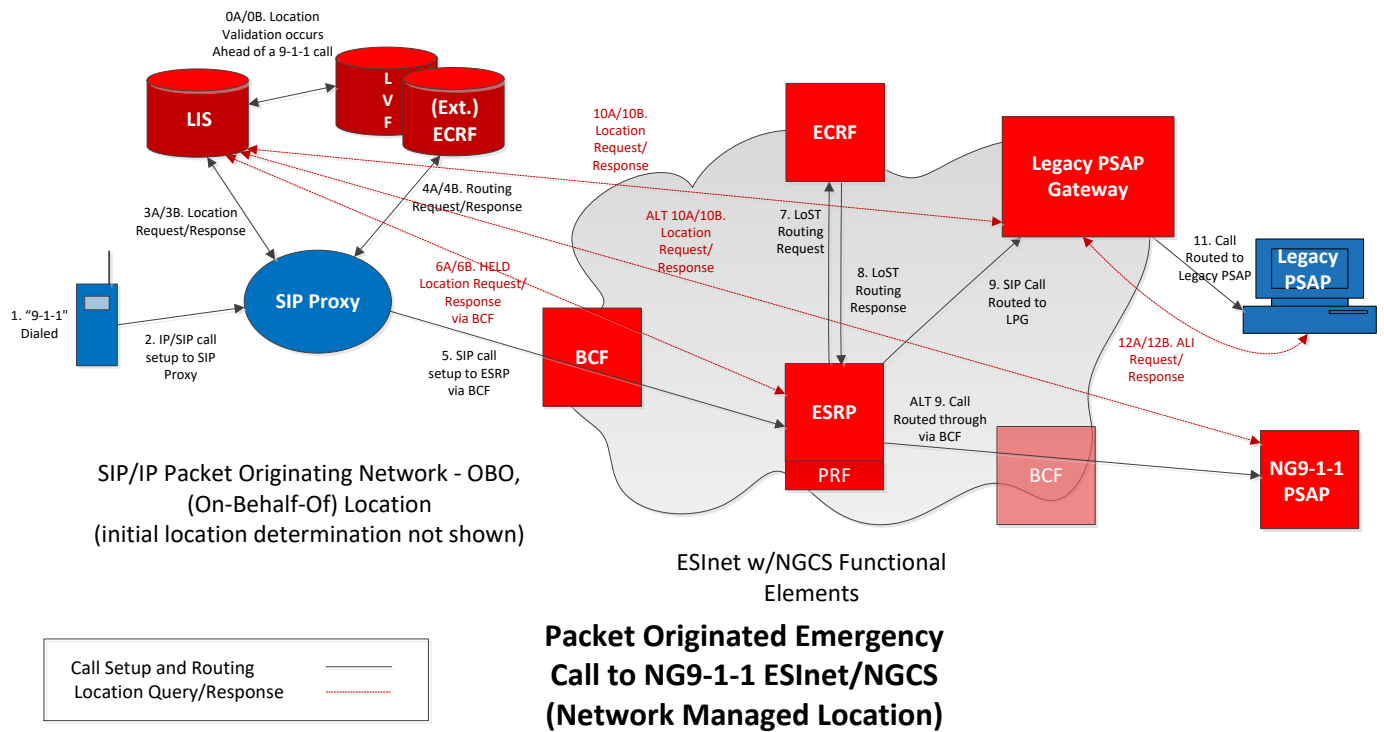 0A/0B. Location
Validation occurs
Ahead of a 9-1-1 call
L
V
F
(Ext.)
ECRF
LIS
10A/10B.
Location
Request/
Response
ECRF
Legacy PSAP
Gateway
4A/4B. Routing
Request/Response
3A/3B. Location
Request/Response
ALT 10A/10B.
Location
Request/
Response
7. LoST
Routing
Request
11. Call
Routed to
Legacy PSAP
Legacy
PSAP
SIP Proxy
6A/6B. HELD
Location Request/
Response
via BCF
8. LoST
Routing
Response
9. SIP Call
Routed to
LPG
1. “9-1-1"
Dialed
2. IP/SIP call
setup to SIP
Proxy
5. SIP call
setup to ESRP
via BCF
BCF
12A/12B. ALI
Request/
Response
ESRP
PRF
ALT 9. Call
Routed through
via BCF
BCF
NG9-1-1
PSAP
SIP/IP Packet Originating Network - OBO,
(On-Behalf-Of) Location
(initial location determination not shown)
ESInet w/NGCS Functional
Elements
Packet Originated Emergency
Call to NG9-1-1 ESInet/NGCS
(Network Managed Location)
Call Setup and Routing
Location Query/Response